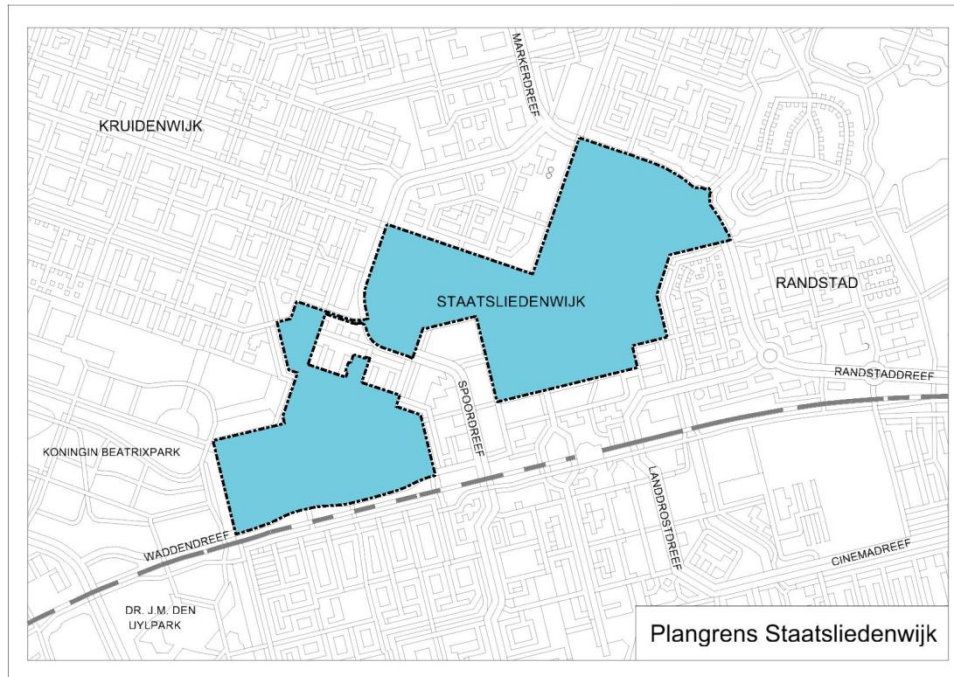 MARKERDREEF
KRUIDENWIJK
STAATSLIEDENWIJK
RANDSTAD
RANDSTADDREEF
SPOORDREEF
KONINGIN BEATRIXPARK
LANDDROSTDREEF
WADDENDREEF
CINEMADREEF
DR. J.M. DEN
UYLPARK
Plangrens Staatsliedenwijk